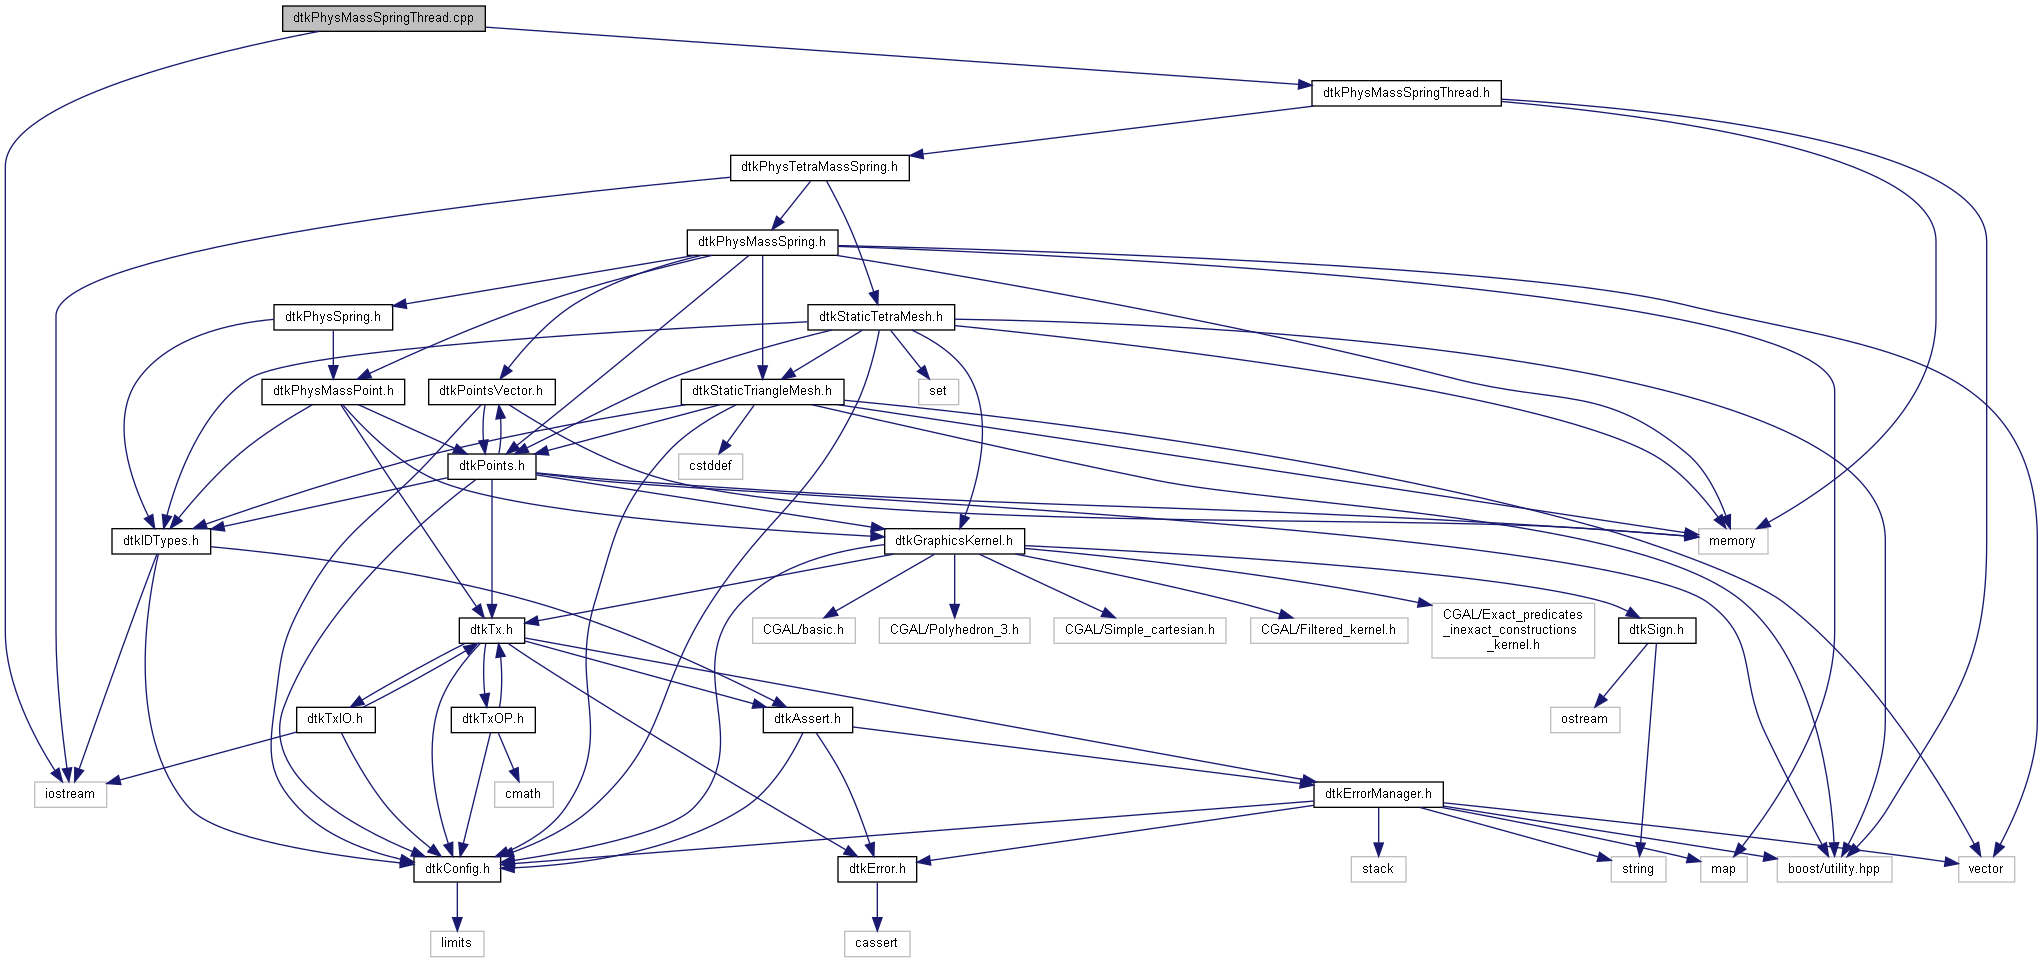 dtkPhysMassSpringThread.cpp
dtkPhysMassSpringThread.h
dtkPhysTetraMassSpring.h
dtkPhysMassSpring.h
dtkPhysSpring.h
dtkStaticTetraMesh.h
dtkPhysMassPoint.h
dtkPointsVector.h
dtkStaticTriangleMesh.h
set
dtkPoints.h
cstddef
dtkIDTypes.h
dtkGraphicsKernel.h
memory
dtkTx.h
CGAL/basic.h
CGAL/Polyhedron_3.h
CGAL/Simple_cartesian.h
CGAL/Filtered_kernel.h
CGAL/Exact_predicates
_inexact_constructions
_kernel.h
dtkSign.h
dtkTxIO.h
dtkTxOP.h
dtkAssert.h
ostream
iostream
cmath
dtkErrorManager.h
dtkConfig.h
dtkError.h
stack
string
map
boost/utility.hpp
vector
limits
cassert